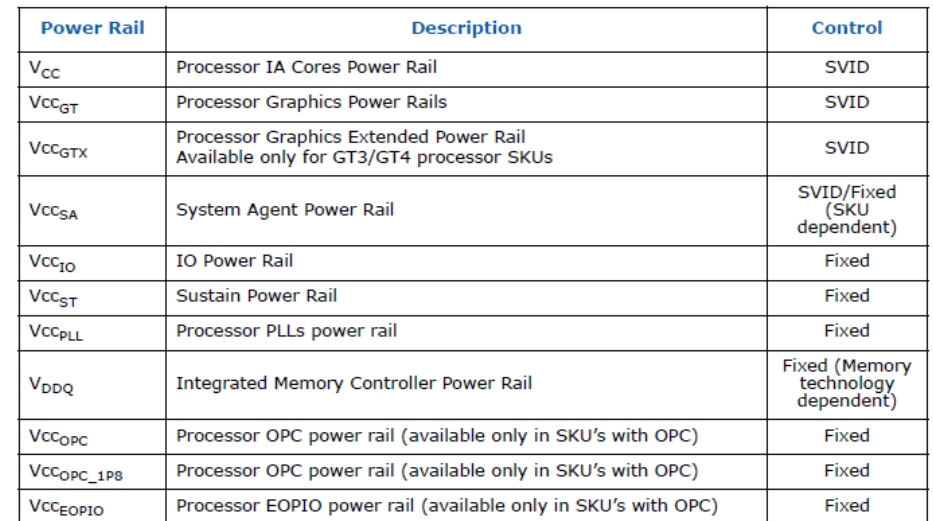 Power Rail Description Control
VCC Processor IA Cores Power Rail SVID
VccGT Processor Graphics Power Rails SVID
VccGTX Processor Graphics Extended Power Rail
Available only for GT3/GT4 processor SKUs SVID
VccSA System Agent Power Rail SVID/Fixed
(SKU
dependent)
VccIO IO Power Rail Fixed
VccST Sustain Power Rail Fixed
VccPLL Processor PLLs power rail Fixed
VDDQ Integrated Memory Controller Power Rail Fixed (Memory
technology
dependent)
VccOPC Processor OPC power rail (available only in SKU's with OPC) Fixed
VccOPC_1P8 Processor OPC power rail (available only in SKU's with OPC) Fixed
VccEOPIO Processor EOPIO power rail (available only in SKU's with OPC) Fixed